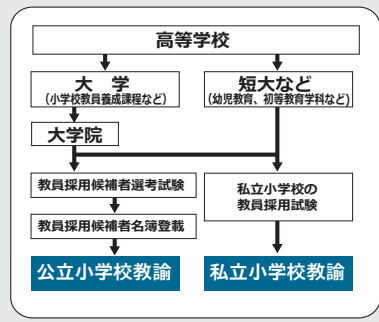 高等学校
大　学
（小学校教員養成課程など）
短大など
（幼児教育、初等教育学科など）
大学院
教員採用候補者選考試験
私立小学校の
教員採用試験
教員採用候補者名簿登載
公立小学校教諭
私立小学校教諭